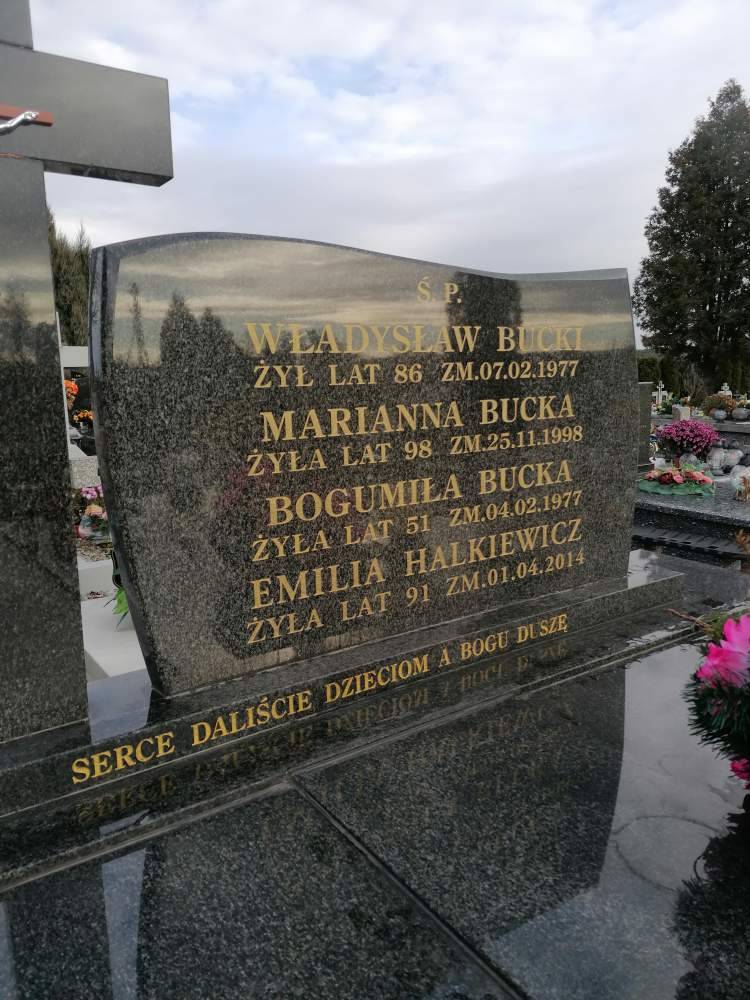 Ś. P.
WŁADYSŁAW BUCKI
ŻYŁ LAT 86 ZM.07.02.1977
MARIANNA BUCKA
ŻYŁA LAT 98 ZM.25.11.1998
BOGUMIŁA BUCKA
ŻYŁA LAT 51 ZM.04.02.1977
EMILIA HALKIEWICZ
ŻYŁA LAT 91 ZM.01.04.2014
SERCE DALIŚCIE DZIECIOM A BOGU DUSZĘ